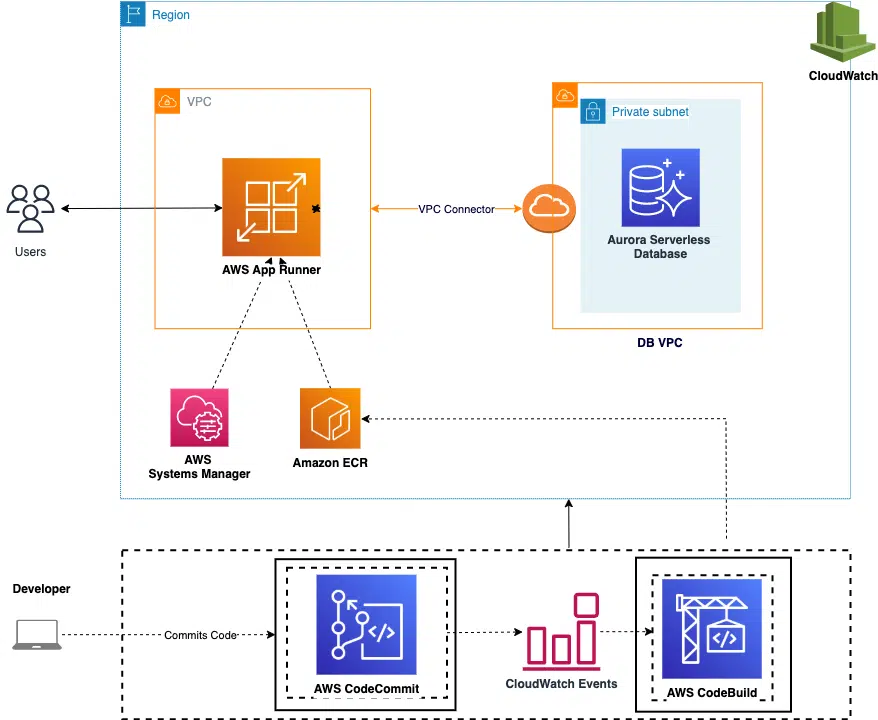 Region
CloudWatch
VPC
Private subnet
Users
VPC Connector
Aurora Serverless
Database
AWS App Runner
DB VPC
AWS
Systems Manager
Amazon ECR
Developer
Commits Code
AWS CodeCommit
CloudWatch Events
AWS CodeBuild